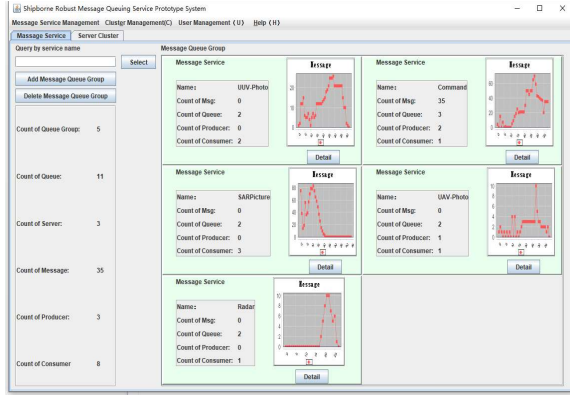 Shipborne Robust Message Queuing Service Prototype System
Message Service Management Cluster Management(C) User Management (U) Help (H)
Message Service Server Cluster
Query by service name
Select
Add Message Queue Group
Delete Message Queue Group
Count of Queue Group: 5
Count of Queue: 11
Count of Server: 3
Count of Message: 35
Count of Producer: 3
Count of Consumer 8
Message Queue Group
Message Service
Name: UUV-Photo
Count of Msg: 0
Count of Queue: 2
Count of Producer: 0
Count of Consumer: 2
Message
Detail
Message Service
Name: Command
Count of Msg: 35
Count of Queue: 3
Count of Producer: 2
Count of Consumer: 1
Message
Detail
Message Service
Name: SARPicture
Count of Msg: 0
Count of Queue: 2
Count of Producer: 0
Count of Consumer: 3
Message
Detail
Message Service
Name: UAV-Photo
Count of Msg: 0
Count of Queue: 2
Count of Producer: 1
Count of Consumer: 1
Message
Detail
Message Service
Name: Radar
Count of Msg: 0
Count of Queue: 2
Count of Producer: 0
Count of Consumer: 1
Message
Detail